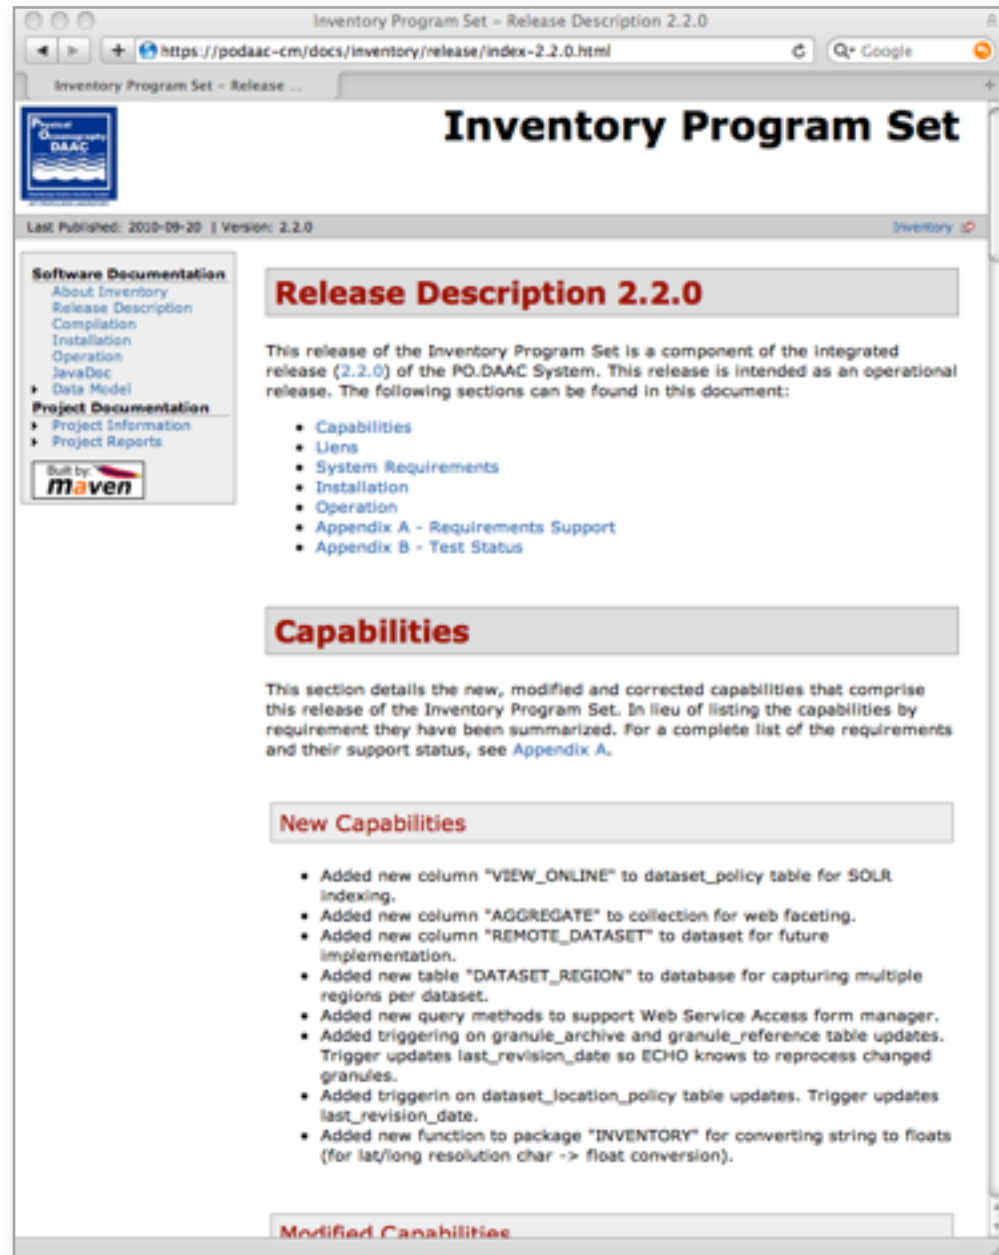 Inventory Program Set – Release Description 2.2.0
https://podaac-cm/docs/inventory/release/index-2.2.0.html
Google
Inventory Program Set – Release ...
Physical
Oceanography
DAAC
Inventory Program Set
Last Published: 2010-09-20 | Version: 2.2.0
Inventory
Software Documentation
About Inventory
Release Description
Compilation
Installation
Operation
JavaDoc
Data Model
Project Documentation
Project Information
Project Reports
Built by:
maven
Release Description 2.2.0
This release of the Inventory Program Set is a component of the integrated
release (2.2.0) of the PO.DAAC System. This release is intended as an operational
release. The following sections can be found in this document:
• Capabilities
• Liens
• System Requirements
• Installation
• Operation
• Appendix A - Requirements Support
• Appendix B - Test Status
Capabilities
This section details the new, modified and corrected capabilities that comprise
this release of the Inventory Program Set. In lieu of listing the capabilities by
requirement they have been summarized. For a complete list of the requirements
and their support status, see Appendix A.
New Capabilities
• Added new column "VIEW_ONLINE" to dataset_policy table for SOLR
indexing.
• Added new column "AGGREGATE" to collection for web faceting.
• Added new column "REMOTE_DATASET" to dataset for future
implementation.
• Added new table "DATASET_REGION" to database for capturing multiple
regions per dataset.
• Added new query methods to support Web Service Access form manager.
• Added triggering on granule_archive and granule_reference table updates.
Trigger updates last_revision_date so ECHO knows to reprocess changed
granules.
• Added triggerin on dataset_location_policy table updates. Trigger updates
last_revision_date.
• Added new function to package "INVENTORY" for converting string to floats
(for lat/long resolution char -> float conversion).
Modified Capabilities